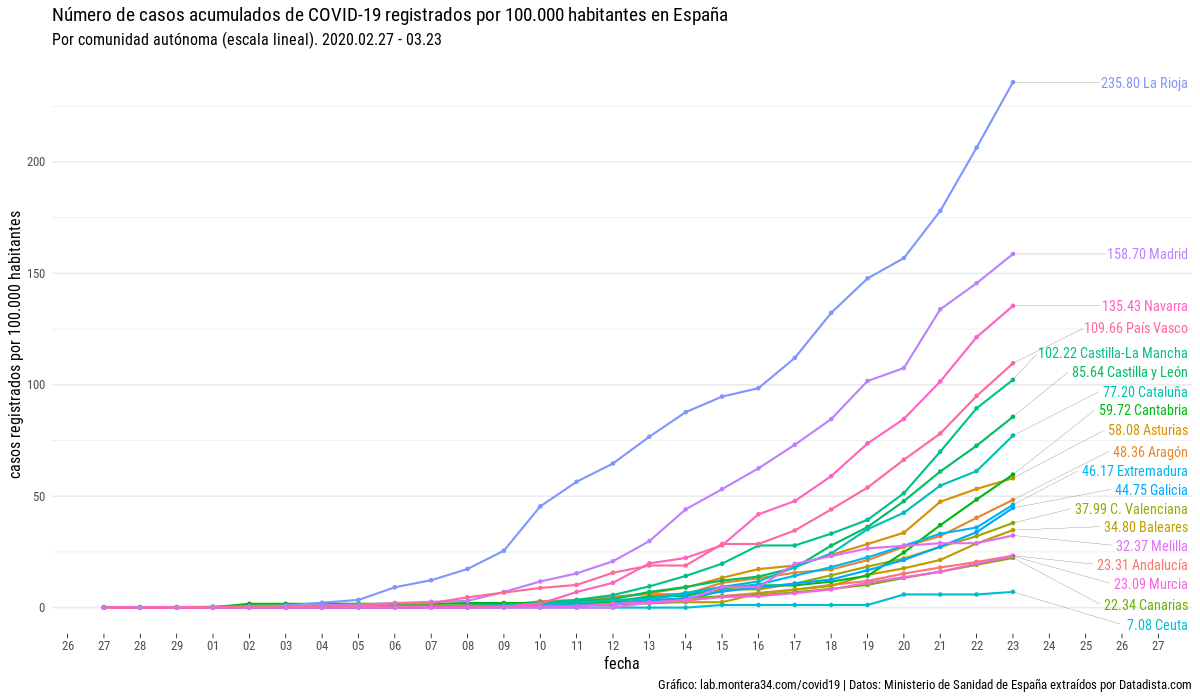 Número de casos acumulados de COVID-19 registrados por 100.000 habitantes en España
Por comunidad autónoma (escala lineal). 2020.02.27 - 03.23
casos registrados por 100.000 habitantes
200
150
100
50
0
235.80 La Rioja
158.70 Madrid
135.43 Navarra
109.66 País Vasco
102.22 Castilla-La Mancha
85.64 Castilla y León
77.20 Cataluña
59.72 Cantabria
58.08 Asturias
48.36 Aragón
46.17 Extremadura
44.75 Galicia
37.99 C. Valenciana
34.80 Baleares
32.37 Melilla
23.31 Andalucía
23.09 Murcia
22.34 Canarias
7.08 Ceuta
26 27 28 29 01 02 03 04 05 06 07 08 09 10 11 12 13 14 15 16 17 18 19 20 21 22 23 24 25 26 27
fecha
Gráfico: lab.montera34.com/covid19 | Datos: Ministerio de Sanidad de España extraídos por Datadista.com